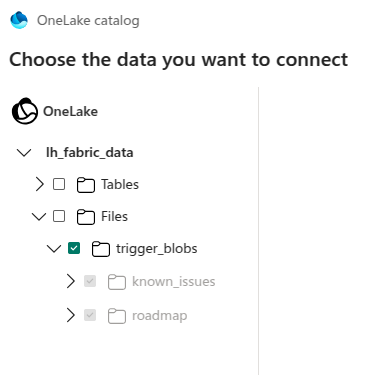 OneLake catalog
Choose the data you want to connect
OneLake
lh_fabric_data
Tables
Files
trigger_blobs
known_issues
roadmap